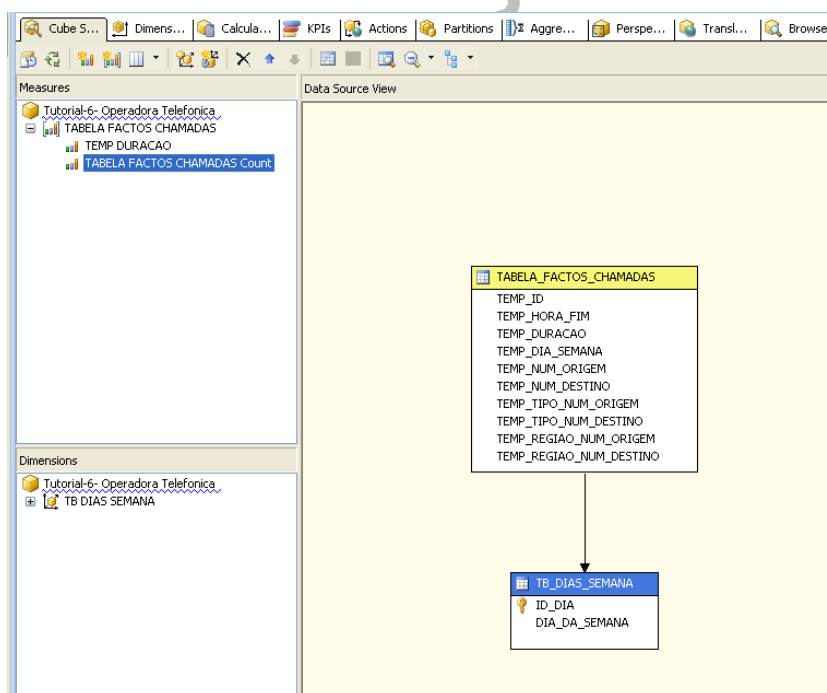 Cube S... Dimens... Calcula... KPIs Actions Partitions Aggre... Perspe... Transl... Browse
Measures
Tutorial-6- Operadora Telefonica
TABELA FACTOS CHAMADAS
TEMP DURACAO
TABELA FACTOS CHAMADAS Count
Dimensions
Tutorial-6- Operadora Telefonica
TB DIAS SEMANA
Data Source View
TABELA_FACTOS_CHAMADAS
TEMP_ID
TEMP_HORA_FIM
TEMP_DURACAO
TEMP_DIA_SEMANA
TEMP_NUM_ORIGEM
TEMP_NUM_DESTINO
TEMP_TIPO_NUM_ORIGEM
TEMP_TIPO_NUM_DESTINO
TEMP_REGIAO_NUM_ORIGEM
TEMP_REGIAO_NUM_DESTINO
TB_DIAS_SEMANA
ID_DIA
DIA_DA_SEMANA